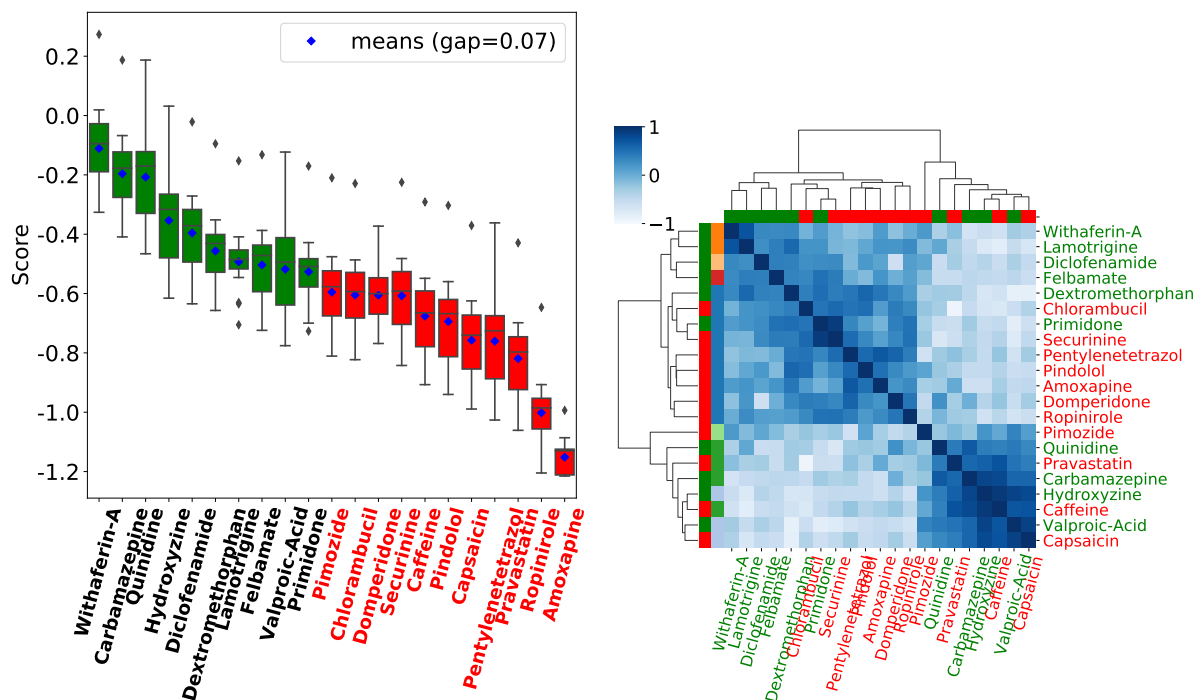 means (gap=0.07)
Score
0.2
0.0
-0.2
-0.4
-0.6
-0.8
-1.0
-1.2
Withaferin-A
Carbamazepine
Quinidine
Hydroxyzine
Diclofenamide
Dextromethorphan
Lamotrigine
Felbamate
Valproic-Acid
Primidone
Pimozide
Chlorambucil
Domperidone
Securinine
Caffeine
Pindolol
Capsaicin
Pentylenetetrazol
Pravastatin
Ropinirole
Amoxapine
1
0
−1
Withaferin-A
Lamotrigine
Diclofenamide
Felbamate
Dextromethorphan
Chlorambucil
Primidone
Securinine
Pentylenetetrazol
Pindolol
Amoxapine
Domperidone
Ropinirole
Pimozide
Quinidine
Pravastatin
Carbamazepine
Hydroxyzine
Caffeine
Valproic-Acid
Capsaicin
Withaferin-A
Lamotrigine
Diclofenamide
Felbamate
Dextromethorphan
Chlorambucil
Primidone
Securinine
Pentylenetetrazol
Pindolol
Amoxapine
Domperidone
Ropinirole
Pimozide
Quinidine
Pravastatin
Carbamazepine
Hydroxyzine
Caffeine
Valproic-Acid
Capsaicin